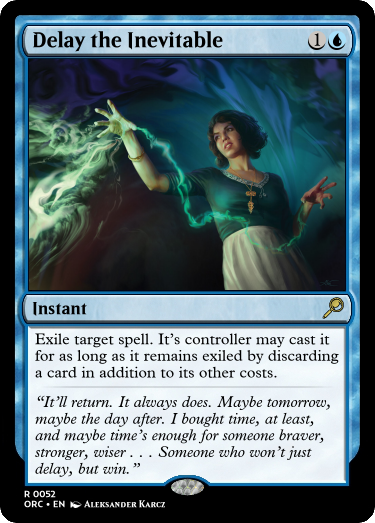 Delay the Inevitable 1
Instant
Exile target spell. It's controller may cast it
for as long as it remains exiled by discarding
a card in addition to its other costs.
“It'll return. It always does. Maybe tomorrow,
maybe the day after. I bought time, at least,
and maybe time's enough for someone braver,
stronger, wiser . . . Someone who won't just
delay, but win.”
R 0052
ORC • EN Aleksander Karcz